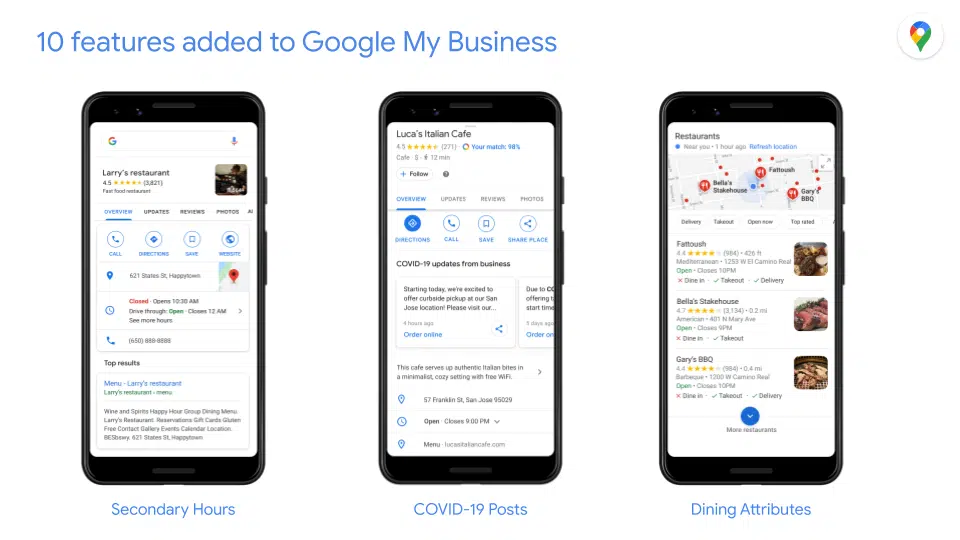 10 features added to Google My Business
Larry's restaurant
4.5 ★★★★★ (3,821)
Fast food restaurant
OVERVIEW UPDATES REVIEWS PHOTOS
CALL DIRECTIONS SAVE WEBSITE
621 States St, Happytown
Closed · Opens 10:30 AM
Drive through: Open · Closes 12 AM
See more hours
(650) 888-8888
Top results
Menu - Larry's restaurant
Larry's restaurant › menu
Wine and Spirits Happy Hour Group Dining Menu
Larry's Restaurant. Reservations Gift Cards Gluten
Free Contact Gallery Events Calendar Location.
BESbswy. 621 States St, Happytown
Secondary Hours
Luca's Italian Cafe
4.5 ★★★★★ (271) · Your match: 98%
Cafe · $ · 12 min
Follow
OVERVIEW UPDATES REVIEWS PHOTOS
DIRECTIONS CALL SAVE SHARE PLACE
COVID-19 updates from business
Starting today, we're excited to
offer curbside pickup at our San
Jose location! Please visit our...
9 hours ago
Order online
Due to CO
offering t
start time
5 days ago
Order on
This cafe serves up authentic Italian bites in
a minimalist, cozy setting with free WiFi.
57 Franklin St, San Jose 95029
Open · Closes 9:00 PM
Menu · lucasitaliancafe.com
COVID-19 Posts
Restaurants
Near you • 1 hour ago Refresh location
Fattoush
Bella's
Stakehouse
Gary's
BBQ
Delivery Takeout Open now Top rated
Fattoush
4.4 ★★★★★ (984) • 426 ft
Mediterranean • 1253 W El Camino Real
Open • Closes 10PM
✕ Dine in · ✓ Takeout · ✓ Delivery
Bella's Stakehouse
4.7 ★★★★★ (3,134) • 0.2 mi
American • 401 N Mary Ave
Open • Closes 9PM
✕ Dine in · ✓ Takeout
Gary's BBQ
4.4 ★★★★★ (984) • 0.4 mi
Barbeque • 1200 W Camino Real
Open • Closes 10PM
✕ Dine in · ✓ Takeout · ✓ Delivery
More restaurants
Dining Attributes